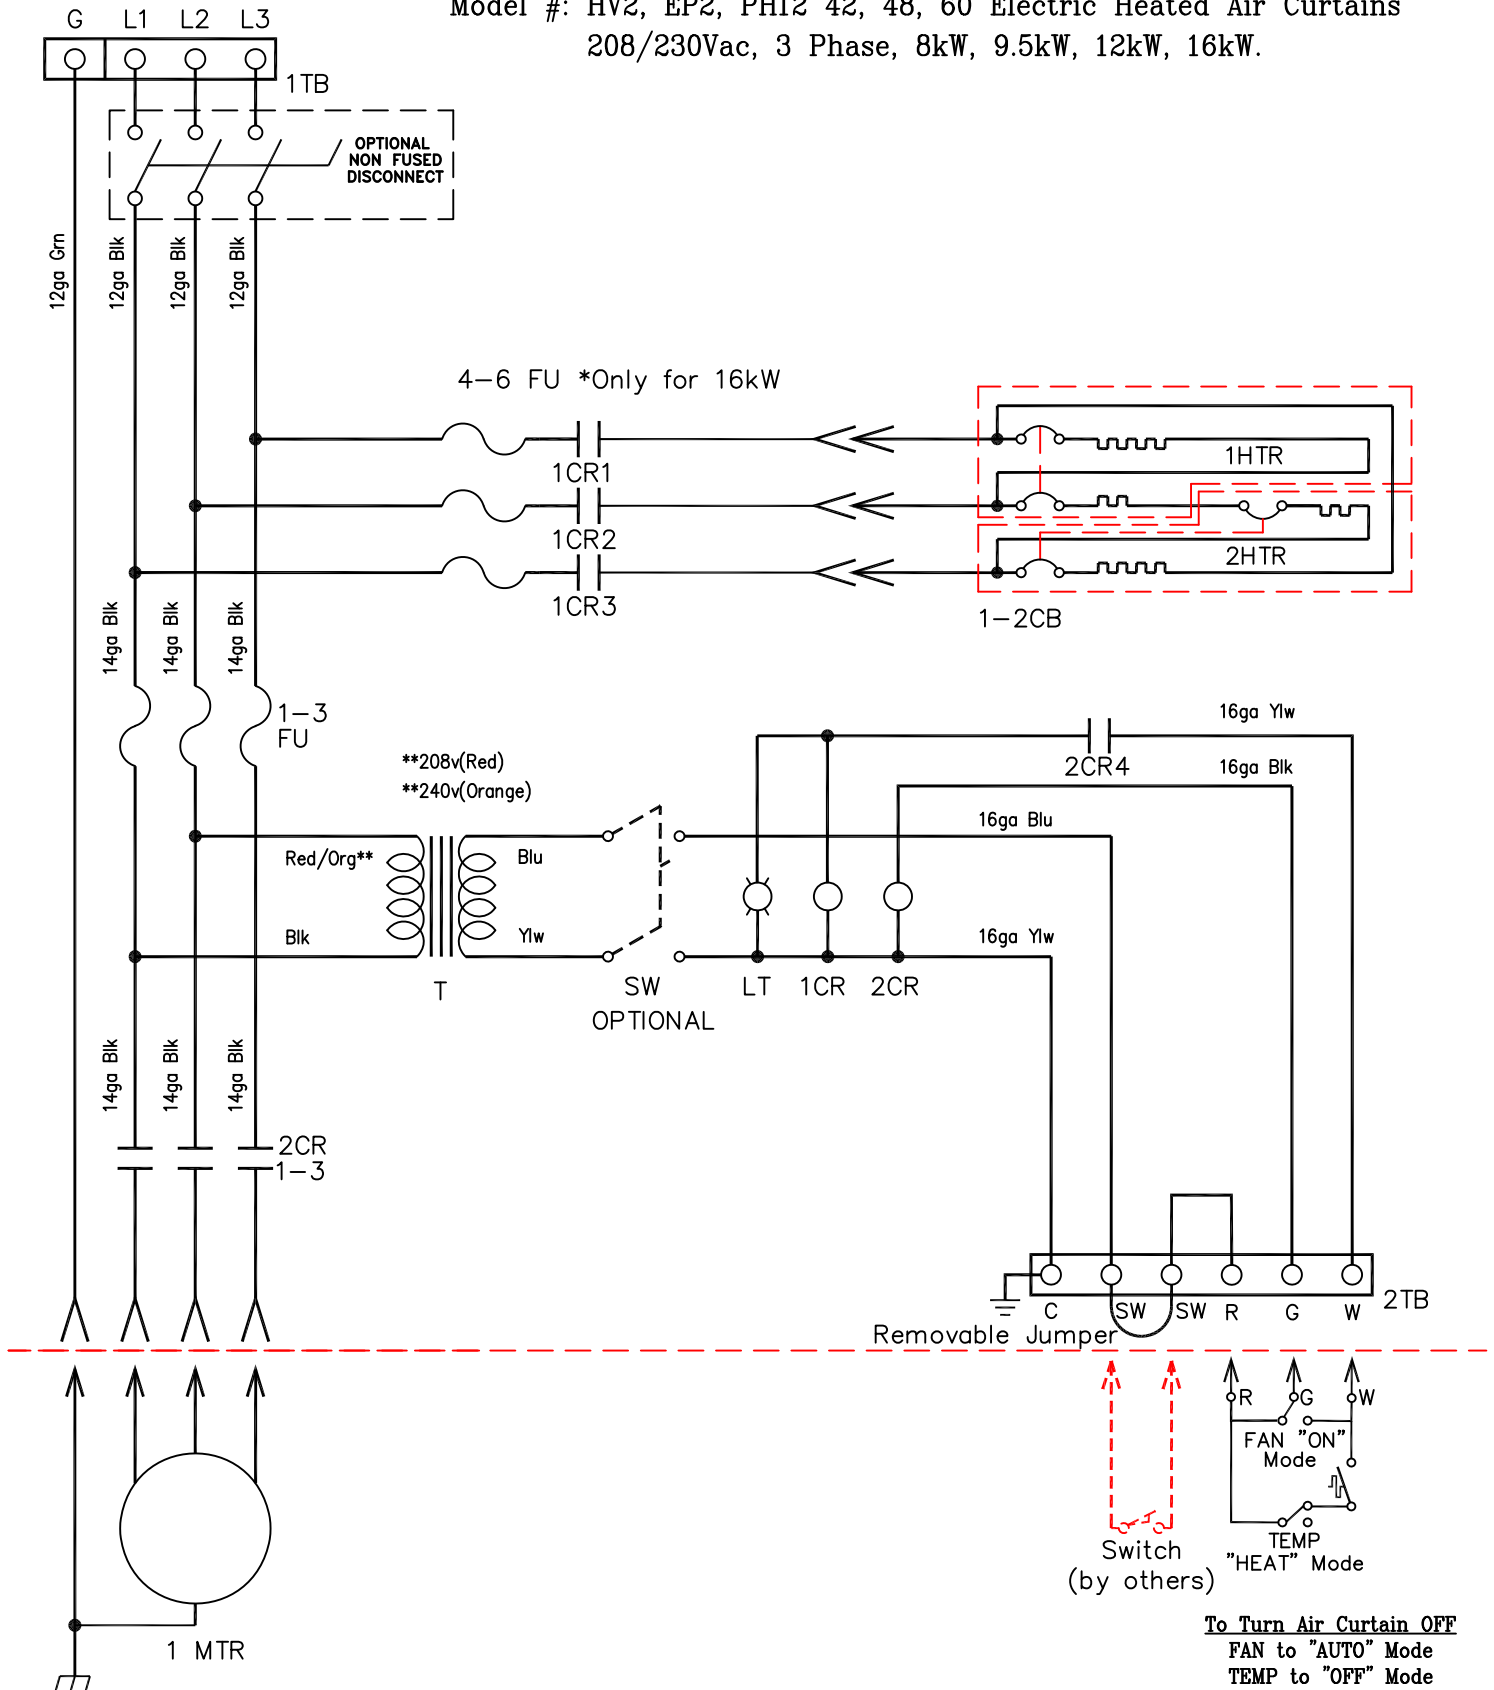 Model #: HV2, EP2, PHI2 42, 48, 60 Electric Heated Air Curtains
208/230Vac, 3 Phase, 8kW, 9.5kW, 12kW, 16kW.
G L1 L2 L3
1TB
OPTIONAL
NON FUSED
DISCONNECT
12ga Grn
12ga Blk
12ga Blk
12ga Blk
4-6 FU *Only for 16kW
1CR1
1HTR
1CR2
2HTR
1CR3
1-2CB
14ga Blk
14ga Blk
14ga Blk
1-3
FU
16ga Ylw
**208v(Red)
2CR4
16ga Blk
**240v(Orange)
16ga Blu
Red/Org**
Blu
Blk
Ylw
16ga Ylw
T
SW
OPTIONAL
LT
1CR
2CR
14ga Blk
14ga Blk
14ga Blk
2CR
1-3
C SW SW R G W
2TB
Removable Jumper
R G W
FAN "ON"
Mode
Switch
(by others)
TEMP
"HEAT" Mode
1 MTR
To Turn Air Curtain OFF
FAN to "AUTO" Mode
TEMP to "OFF" Mode